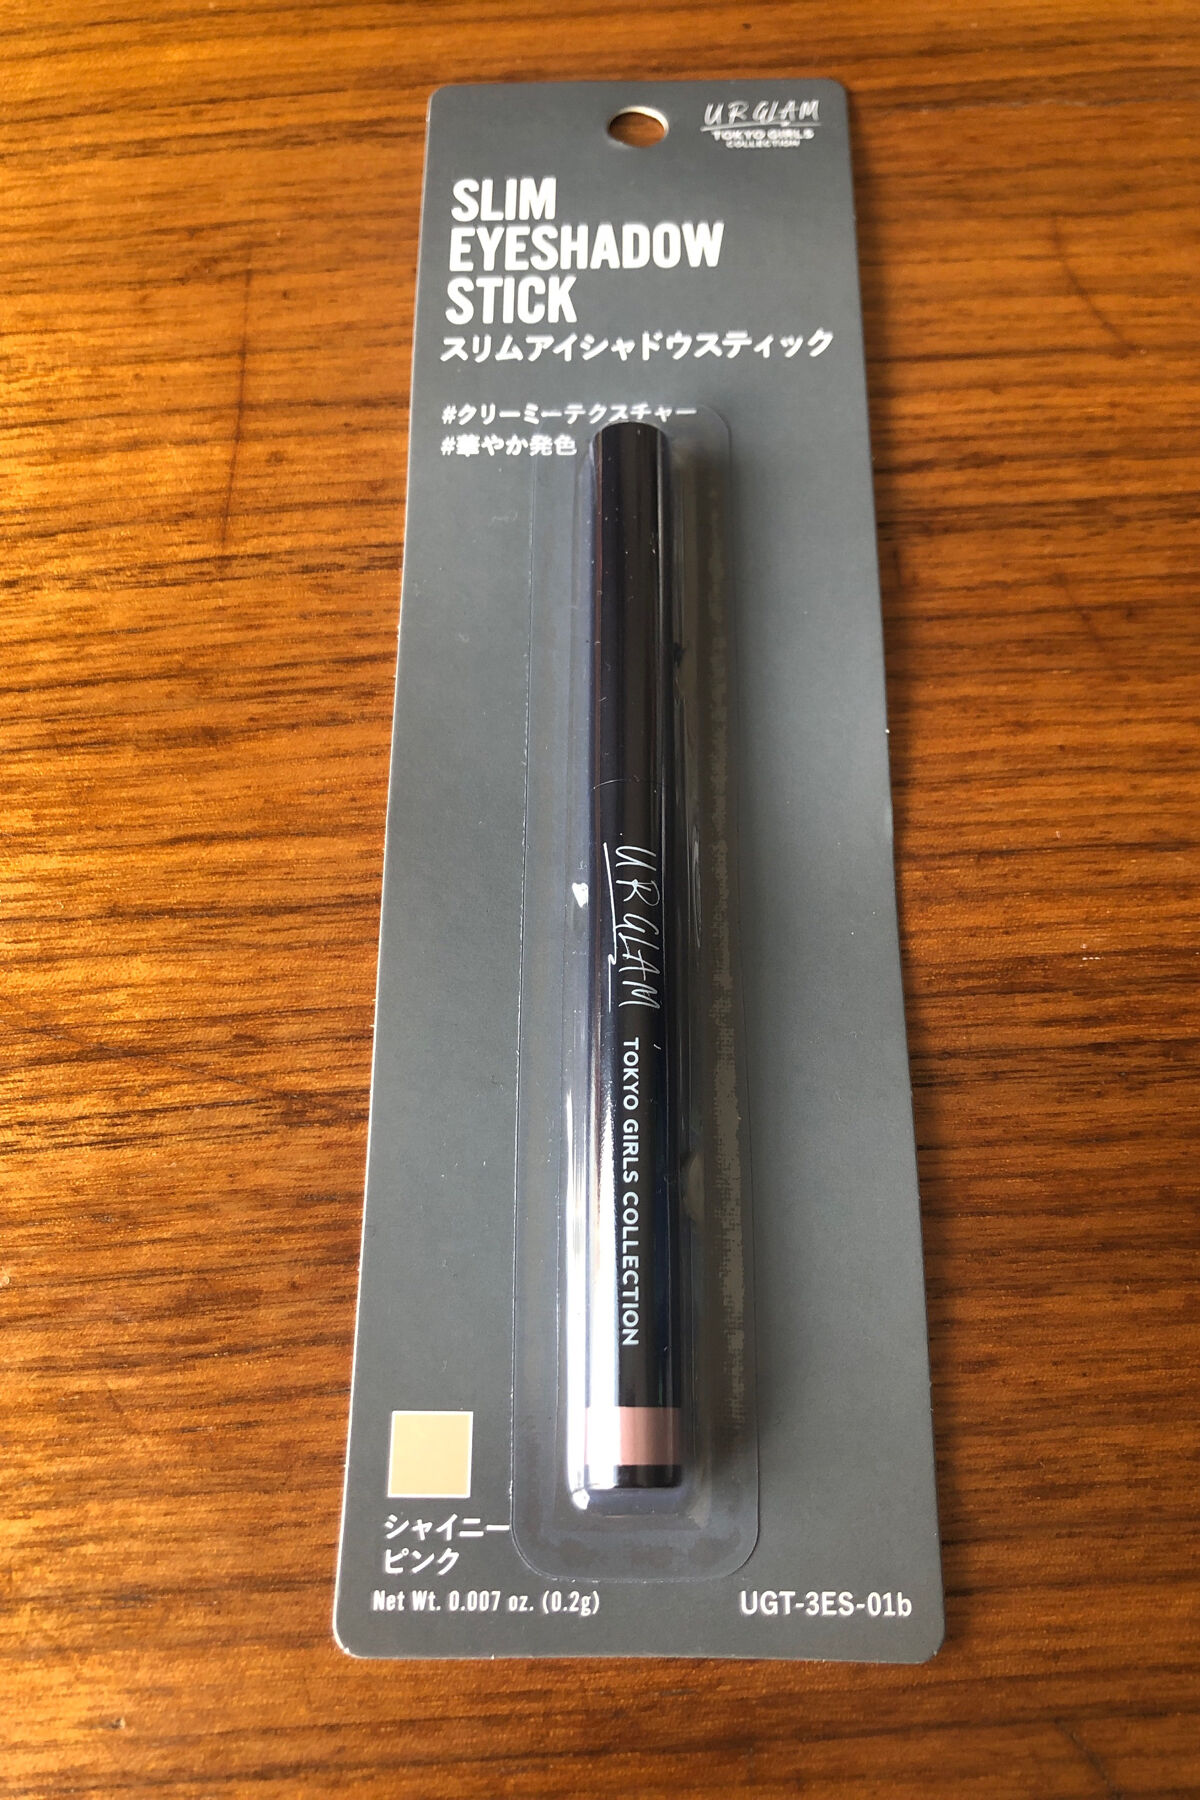 UR GLAM
TOKYO GIRLS
COLLECTION
SLIM
EYESHADOW
STICK
スリムアイシャドウスティック
#クリーミーテクスチャー
#華やか発色
UR GLAM
TOKYO GIRLS COLLECTION
シャイニー
ピンク
Net Wt. 0.007 oz. (0.2g)
UGT-3ES-01b